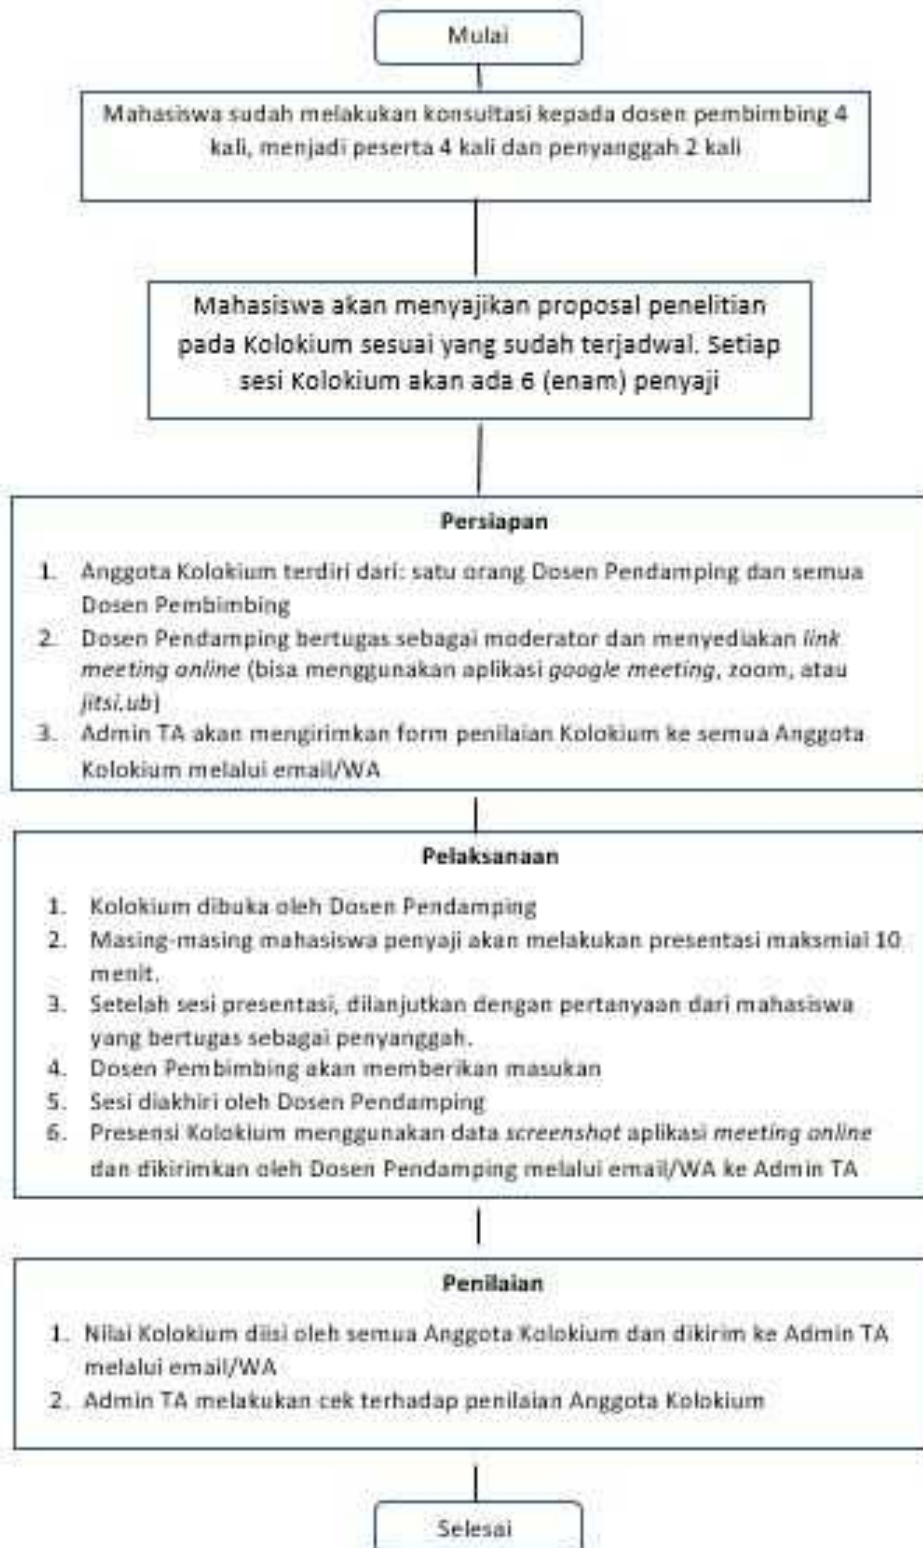 Mulai
Mahasiswa sudah melakukan konsultasi kepada dosen pembimbing 4
kali, menjadi peserta 4 kali dan penyanggah 2 kali
Mahasiswa akan menyajikan proposal penelitian
pada Kolokium sesuai yang sudah terjadwal. Setiap
sesi Kolokium akan ada 6 (enam) penyaji
Persiapan
1. Anggota Kolokium terdiri dari: satu orang Dosen Pendamping dan semua
Dosen Pembimbing
2. Dosen Pendamping bertugas sebagai moderator dan menyediakan link
meeting online (bisa menggunakan aplikasi google meeting, zoom, atau
jitsi.ub)
3. Admin TA akan mengirimkan form penilaian Kolokium ke semua Anggota
Kolokium melalui email/WA
Pelaksanaan
1. Kolokium dibuka oleh Dosen Pendamping
2. Masing-masing mahasiswa penyaji akan melakukan presentasi maksmial 10
menit.
3. Setelah sesi presentasi, dilanjutkan dengan pertanyaan dari mahasiswa
yang bertugas sebagai penyanggah.
4. Dosen Pembimbing akan memberikan masukan
5. Sesi diakhiri oleh Dosen Pendamping
6. Presensi Kolokium menggunakan data screenshot aplikasi meeting online
dan dikirimkan oleh Dosen Pendamping melalui email/WA ke Admin TA
Penilaian
1. Nilai Kolokium diisi oleh semua Anggota Kolokium dan dikirim ke Admin TA
melalui email/WA
2. Admin TA melakukan cek terhadap penilaian Anggota Kolokium
Selesai